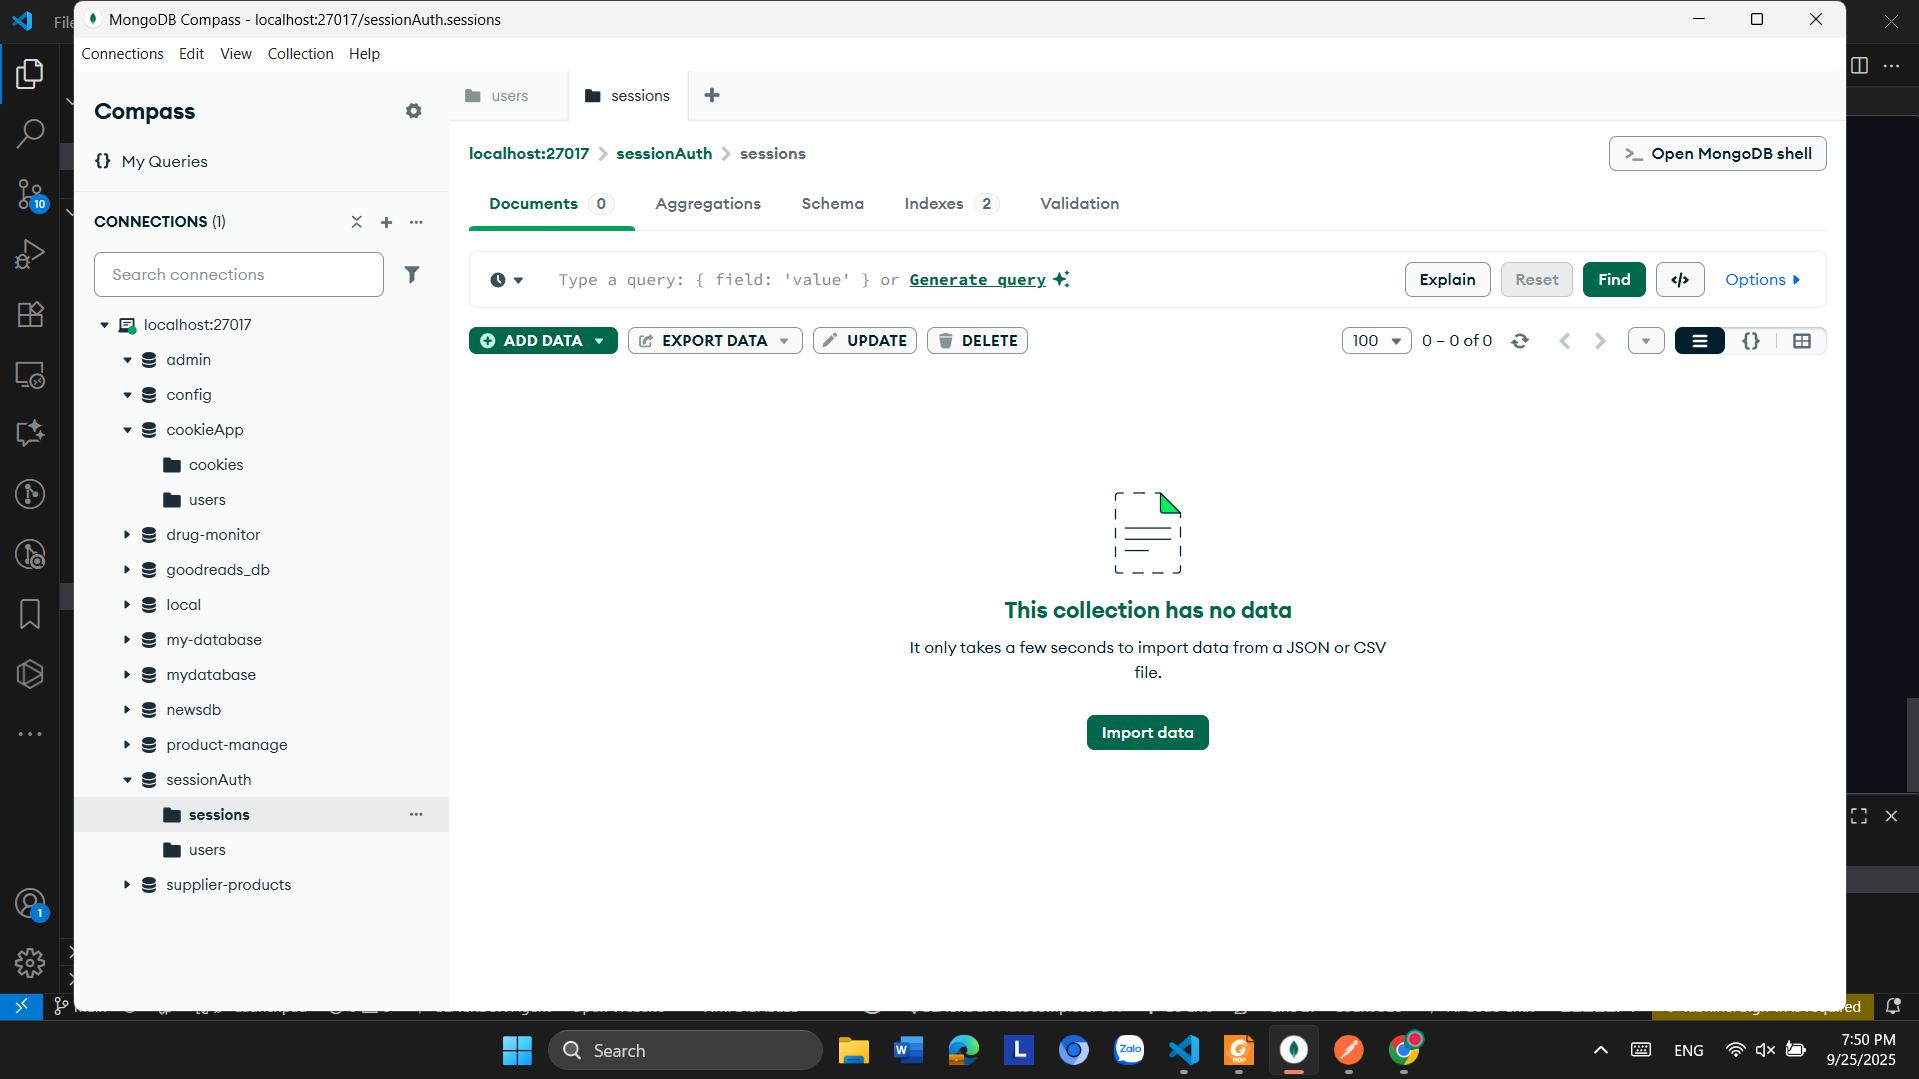 File
MongoDB Compass - localhost:27017/sessionAuth.sessions
Connections Edit View Collection Help
Compass
{} My Queries
CONNECTIONS (1)
Search connections
localhost:27017
admin
config
cookieApp
cookies
users
drug-monitor
goodreads_db
local
my-database
mydatabase
newsdb
product-manage
sessionAuth
sessions
users
supplier-products
users
sessions
localhost:27017 sessionAuth sessions
>_ Open MongoDB shell
Documents 0 Aggregations Schema Indexes 2 Validation
Type a query: { field: 'value' } or Generate query
Explain Reset Find </> Options
ADD DATA EXPORT DATA UPDATE DELETE
100 0 – 0 of 0 {}
This collection has no data
It only takes a few seconds to import data from a JSON or CSV
file.
Import data
10
1
Search
Zalo
ENG
7:50 PM
9/25/2025